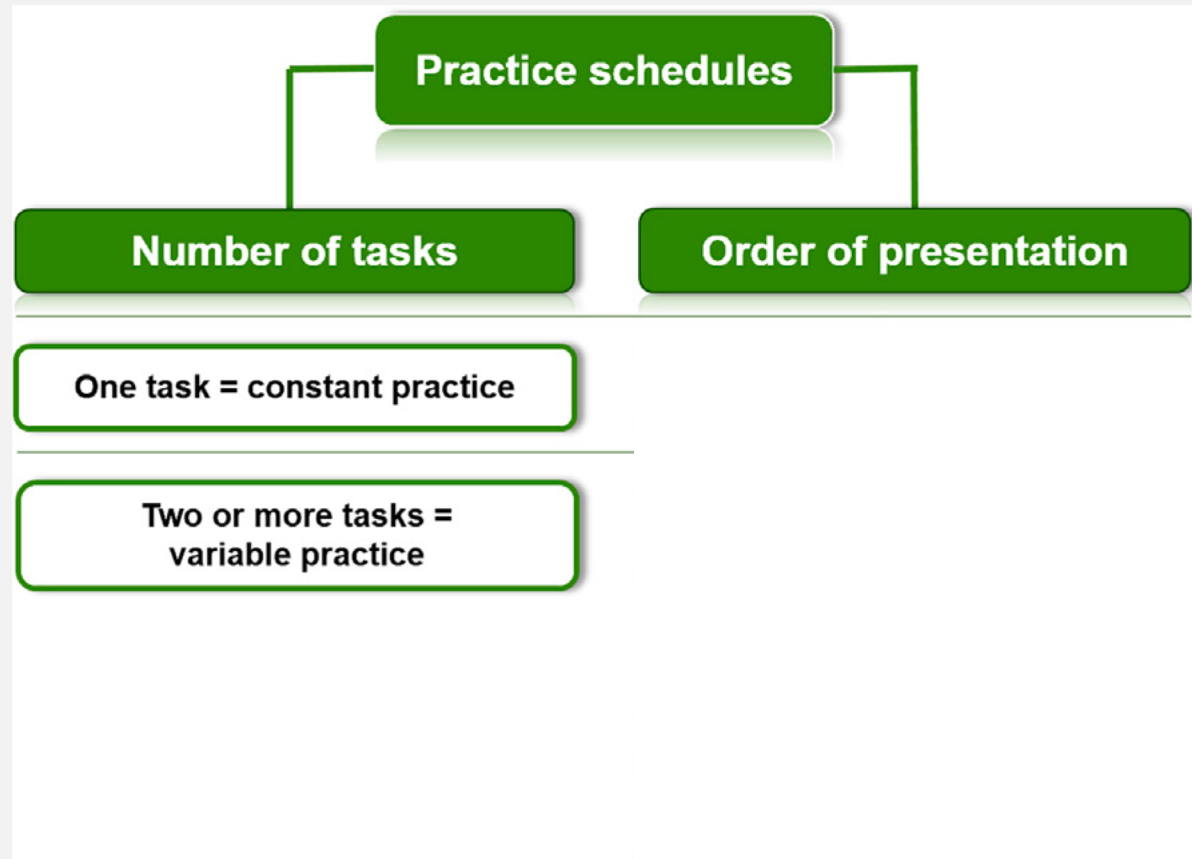 Practice schedules
Number of tasks
Order of presentation
One task = constant practice
Two or more tasks =
variable practice